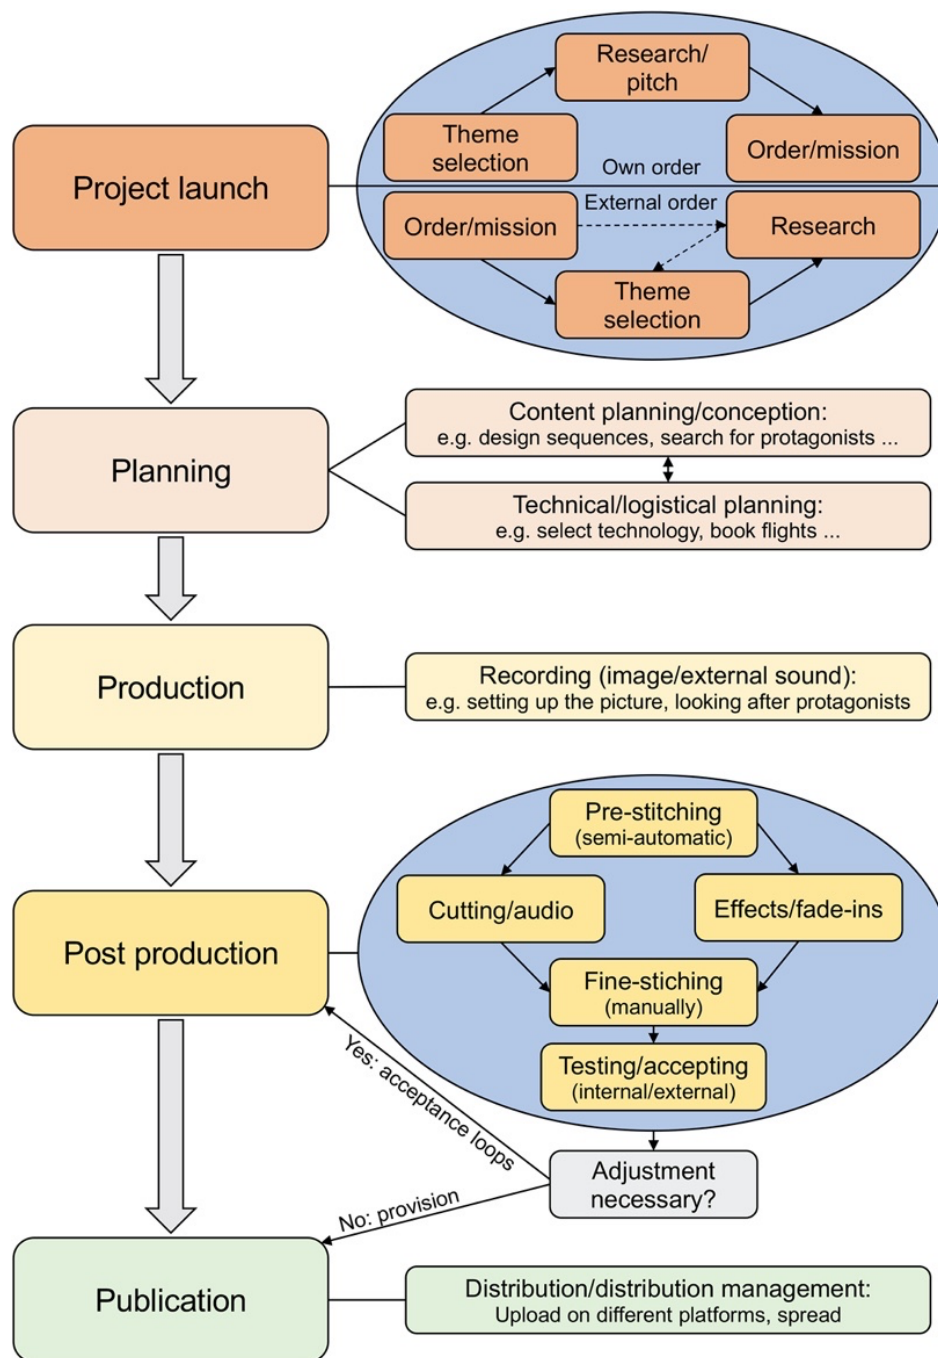 Research/
pitch
Theme
selection
Order/mission
Project launch
Own order
External order
Order/mission
Research
Theme
selection
Content planning/conception:
e.g. design sequences, search for protagonists ...
Planning
Technical/logistical planning:
e.g. select technology, book flights ...
Production
Recording (image/external sound):
e.g. setting up the picture, looking after protagonists
Pre-stitching
(semi-automatic)
Cutting/audio
Effects/fade-ins
Post production
Fine-stiching
(manually)
Testing/accepting
(internal/external)
Yes: acceptance loops
Adjustment
necessary?
No: provision
Publication
Distribution/distribution management:
Upload on different platforms, spread